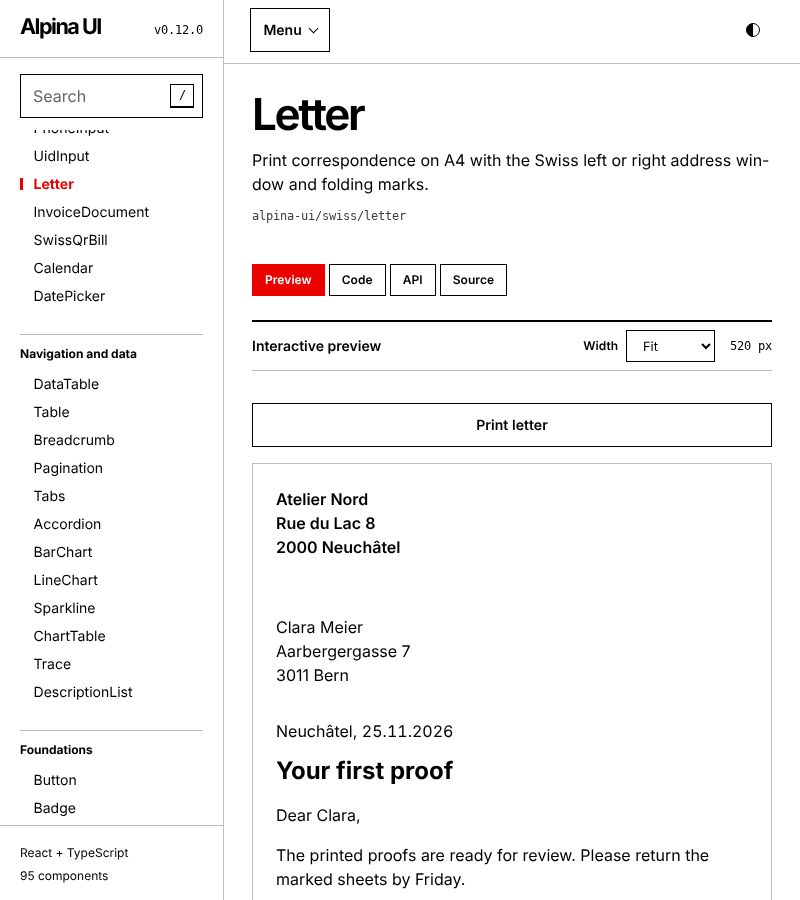 Alpina UI
v0.12.0
Search
/
PhoneInput
UidInput
Letter
InvoiceDocument
SwissQrBill
Calendar
DatePicker
Navigation and data
DataTable
Table
Breadcrumb
Pagination
Tabs
Accordion
BarChart
LineChart
Sparkline
ChartTable
Trace
DescriptionList
Foundations
Button
Badge
React + TypeScript
95 components
Menu
Letter
Print correspondence on A4 with the Swiss left or right address win-
dow and folding marks.
alpina-ui/swiss/letter
Preview
Code
API
Source
Interactive preview
Width
Fit
520 px
Print letter
Atelier Nord
Rue du Lac 8
2000 Neuchâtel
Clara Meier
Aarbergergasse 7
3011 Bern
Neuchâtel, 25.11.2026
Your first proof
Dear Clara,
The printed proofs are ready for review. Please return the
marked sheets by Friday.